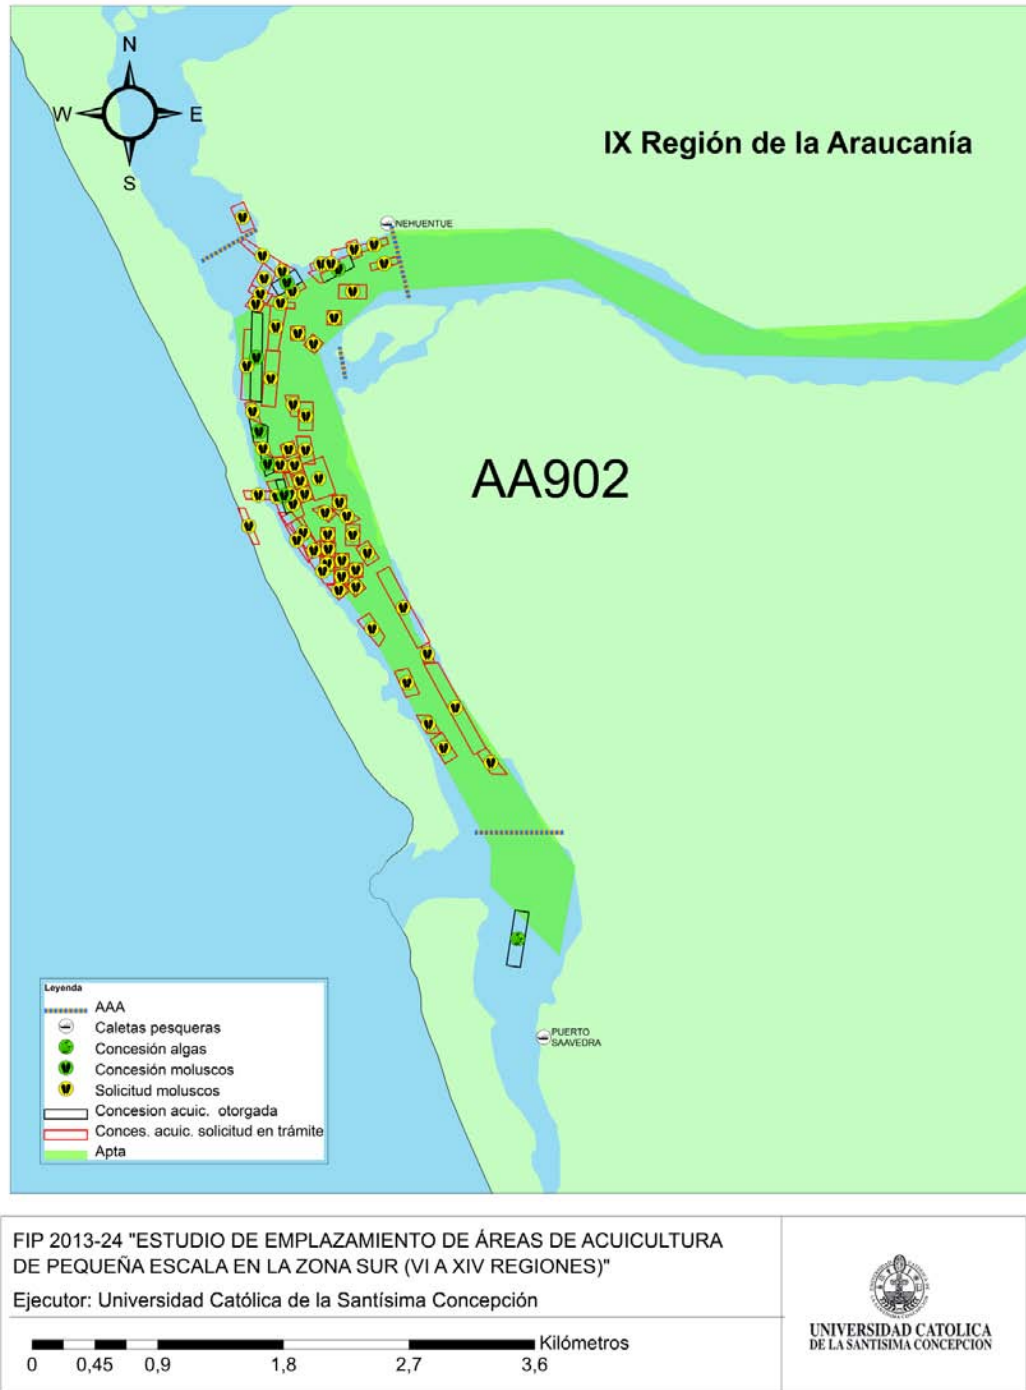 N
W
E
S
IX Región de la Araucanía
NEHUENTUE
AA902
PUERTO
SAAVEDRA
Leyenda
AAA
Caletas pesqueras
Concesión algas
Concesión moluscos
Solicitud moluscos
Concesion acuic. otorgada
Conces. acuic. solicitud en trámite
Apta
FIP 2013-24 "ESTUDIO DE EMPLAZAMIENTO DE ÁREAS DE ACUICULTURA
DE PEQUEÑA ESCALA EN LA ZONA SUR (VI A XIV REGIONES)"
Ejecutor: Universidad Católica de la Santísima Concepción
Kilómetros
0 0,45 0,9 1,8 2,7 3,6
UNIVERSIDAD CATOLICA
DE LA SANTISIMA CONCEPCION